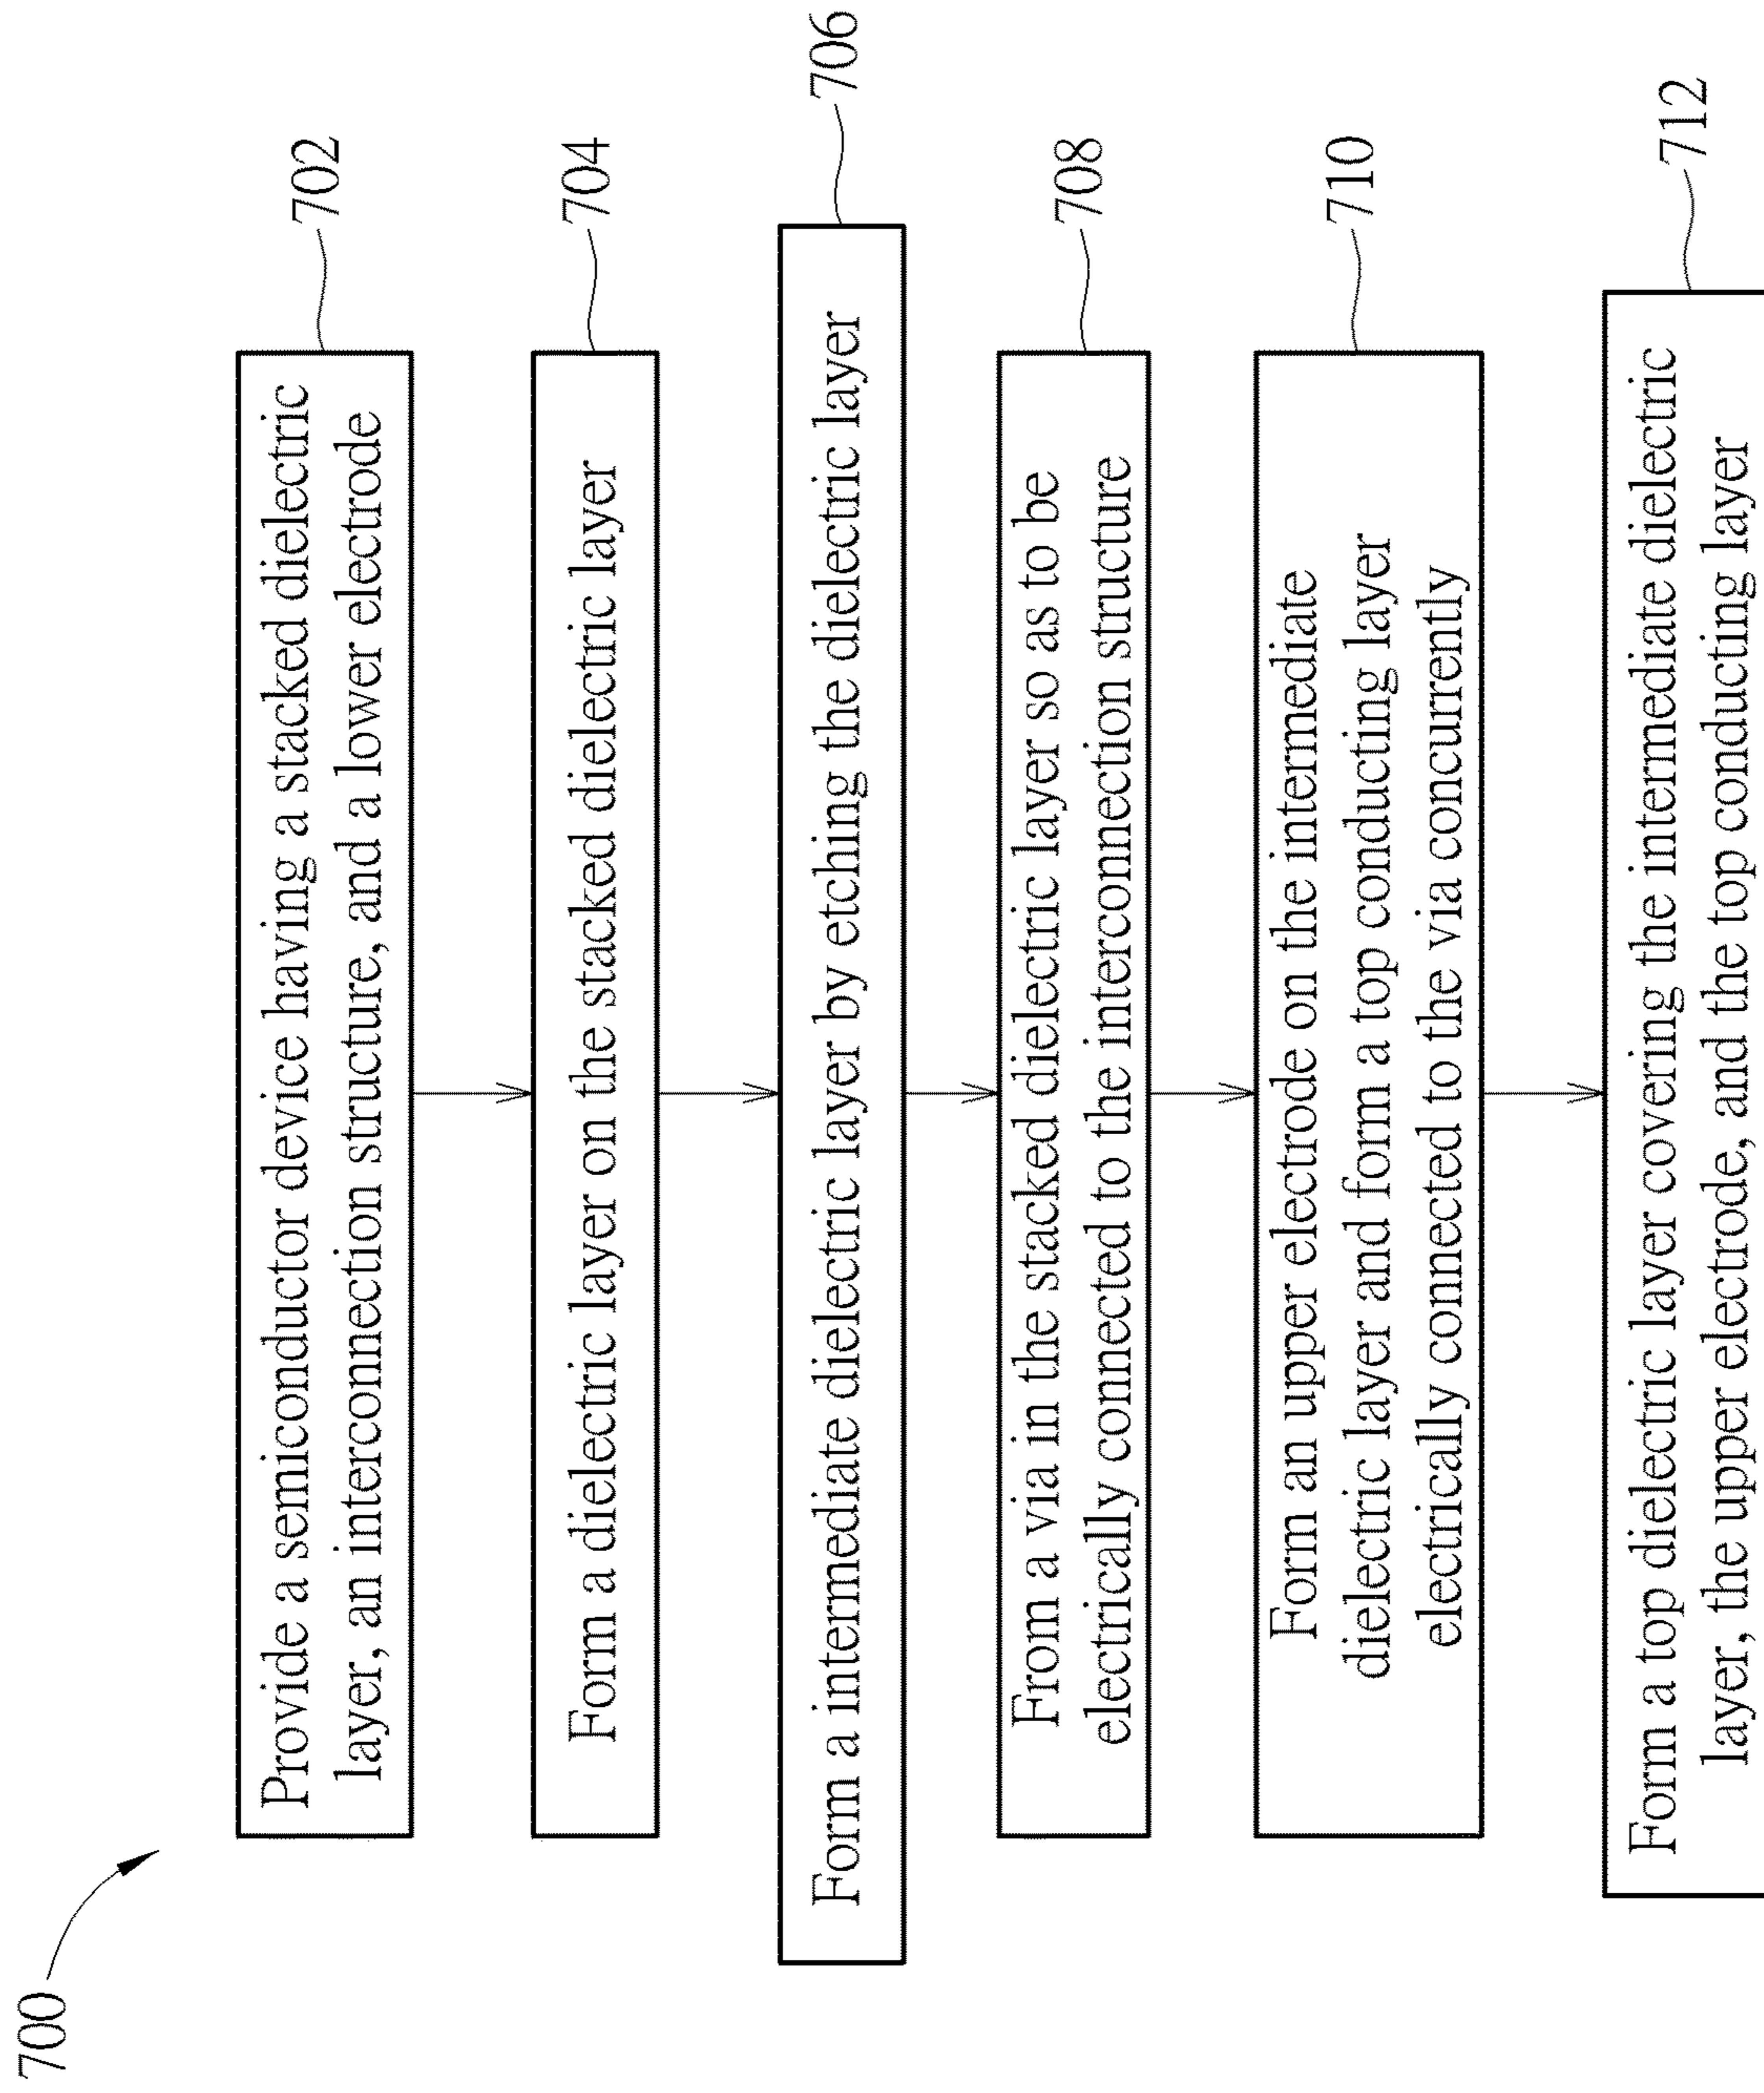 700
Provide a semiconductor device having a stacked dielectric
layer, an interconnection structure, and a lower electrode
702
Form a dielectric layer on the stacked dielectric layer
704
Form a intermediate dielectric layer by etching the dielectric layer
706
From a via in the stacked dielectric layer so as to be
electrically connected to the interconnection structure
708
Form an upper electrode on the intermediate
dielectric layer and form a top conducting layer
electrically connected to the via concurrently
710
Form a top dielectric layer covering the intermediate dielectric
layer, the upper electrode, and the top conducting layer
712